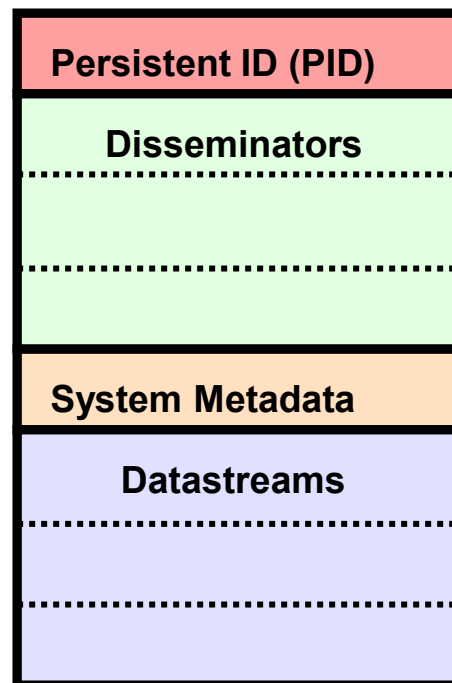 Persistent ID (PID)
Disseminators
System Metadata
Datastreams